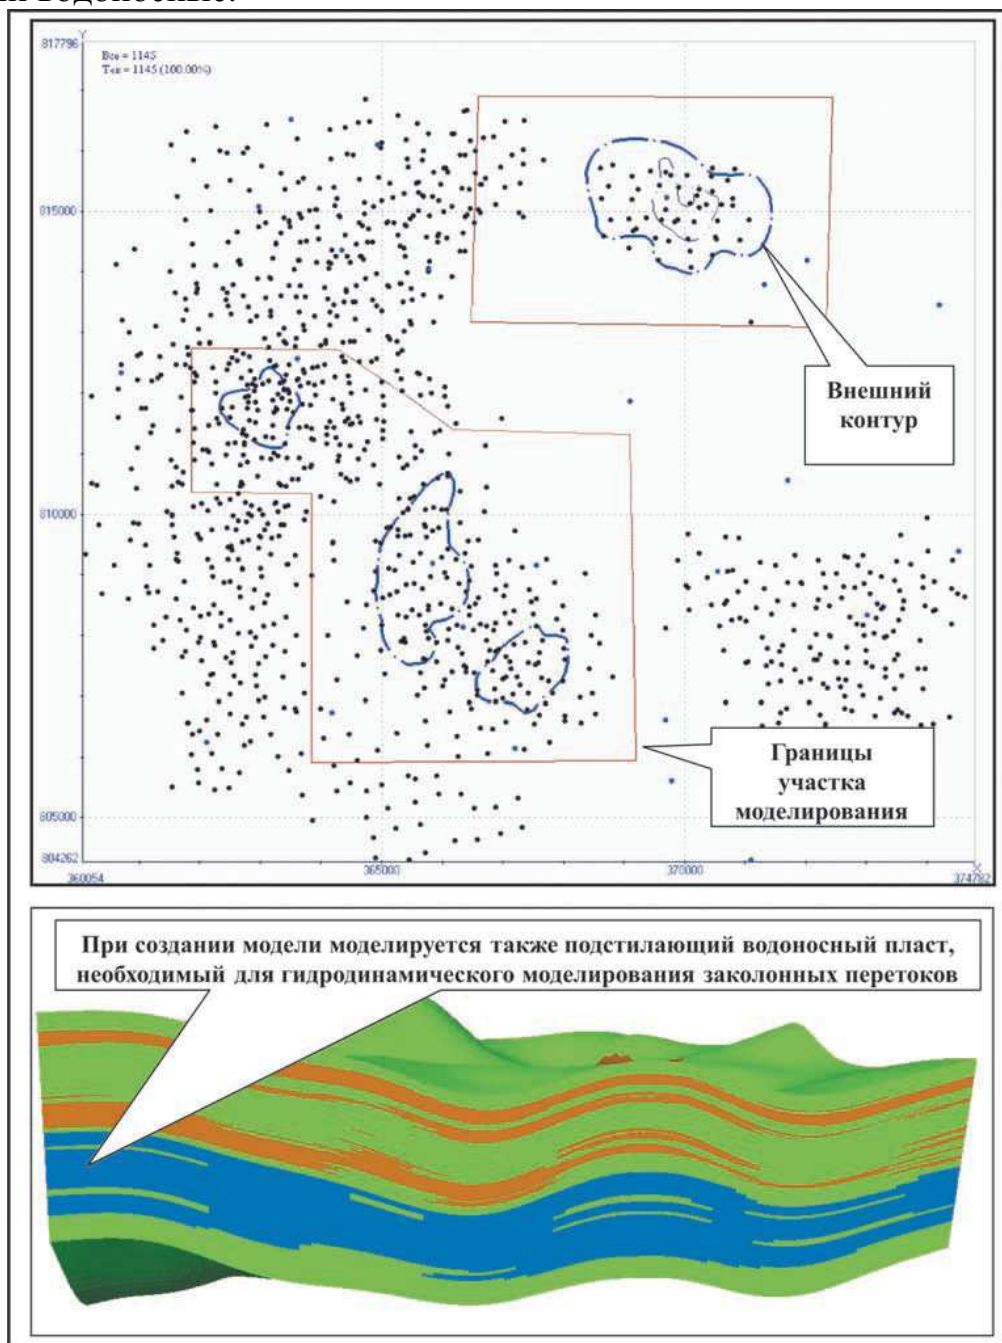 водоносные.
Y
817796
Все = 1145
Тек = 1145 (100.00%)
815000
Внешний
контур
810000
Границы
участка
моделирования
805000
804262
X
360054
365000
370000
374782
При создании модели моделируется также подстилающий водоносный пласт,
необходимый для гидродинамического моделирования заколонных перетоков